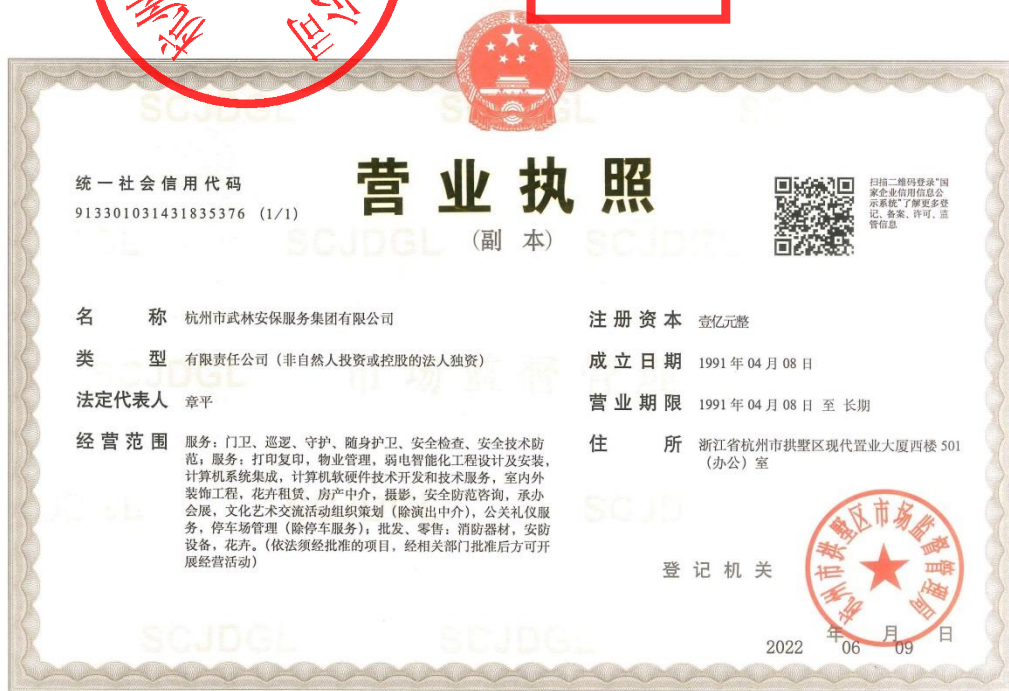 杭州
公司
营业执照
(副 本)
统一社会信用代码
913301031431835376 (1/1)
扫描二维码登录"国
家企业信用信息公
示系统"了解更多登
记、备案、许可、监
管信息
名 称 杭州市武林安保服务集团有限公司
类 型 有限责任公司（非自然人投资或控股的法人独资）
法定代表人 章平
经营范围 服务：门卫、巡逻、守护、随身护卫、安全检查、安全技术防
范；服务：打印复印，物业管理，弱电智能化工程设计及安装，
计算机系统集成，计算机软硬件技术开发和技术服务，室内外
装饰工程，花卉租赁、房产中介，摄影，安全防范咨询，承办
会展，文化艺术交流活动组织策划（除演出中介），公关礼仪服
务，停车场管理（除停车服务）；批发、零售：消防器材，安防
设备，花卉。（依法须经批准的项目，经相关部门批准后方可开
展经营活动）
注册资本 壹亿元整
成立日期 1991年04月08日
营业期限 1991年04月08日 至 长期
住 所 浙江省杭州市拱墅区现代置业大厦西楼501
（办公）室
登记机关
杭州市拱墅区市场监督管理局
2022 年 06 月 09 日
SCJDGL
SCJDGL
SCJDGL
市场监督管理
SCJDGL
SCJDGL